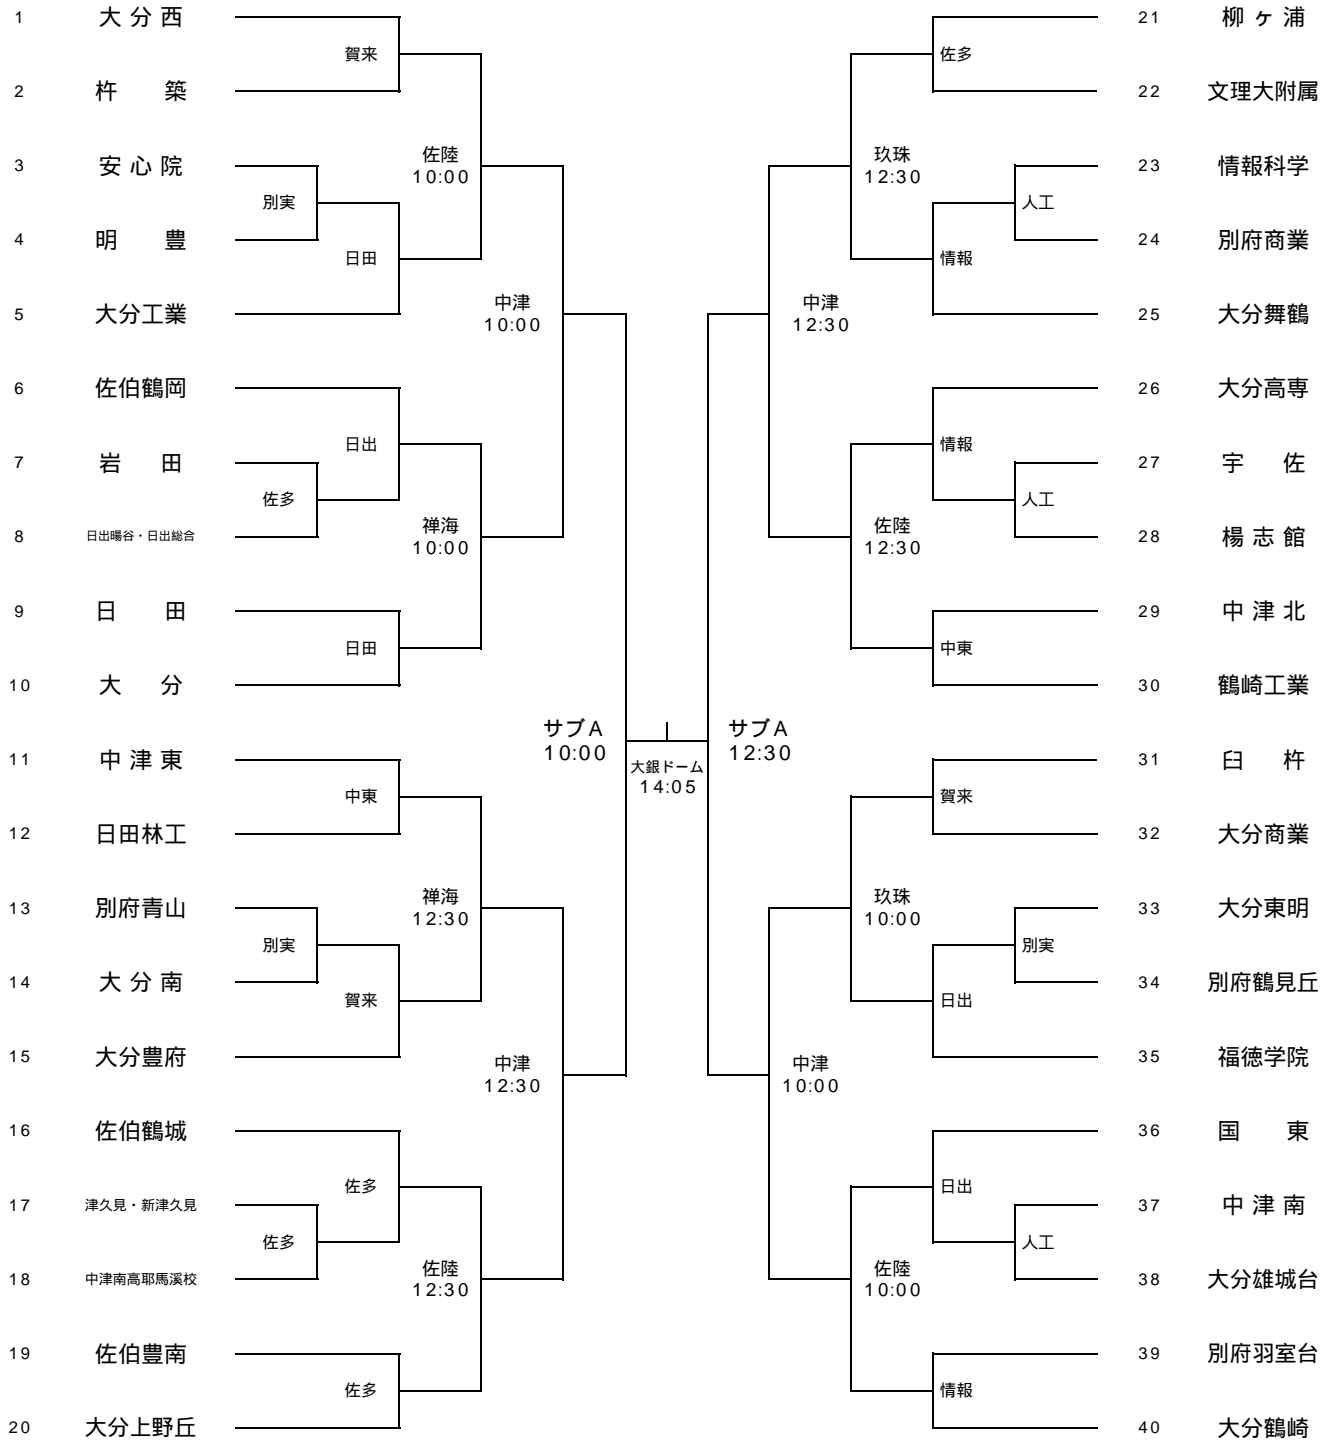 1 大分西
2 杵築
3 安心院
4 明豊
5 大分工業
6 佐伯鶴岡
7 岩田
8 日出暘谷・日出総合
9 日田
10 大分
11 中津東
12 日田林工
13 別府青山
14 大分南
15 大分豊府
16 佐伯鶴城
17 津久見・新津久見
18 中津南高耶馬溪校
19 佐伯豊南
20 大分上野丘
賀来
別実
日田
日出
佐多
日田
中東
別実
賀来
佐多
佐多
佐多
佐陸
10:00
禅海
10:00
禅海
12:30
佐陸
12:30
中津
10:00
中津
12:30
サブA
10:00
大銀ドーム
14:05
サブA
12:30
中津
12:30
中津
10:00
玖珠
12:30
佐陸
12:30
玖珠
10:00
佐陸
10:00
佐多
人工
情報
情報
人工
中東
賀来
別実
日出
日出
人工
情報
21 柳ヶ浦
22 文理大附属
23 情報科学
24 別府商業
25 大分舞鶴
26 大分高専
27 宇佐
28 楊志館
29 中津北
30 鶴崎工業
31 臼杵
32 大分商業
33 大分東明
34 別府鶴見丘
35 福徳学院
36 国東
37 中津南
38 大分雄城台
39 別府羽室台
40 大分鶴崎